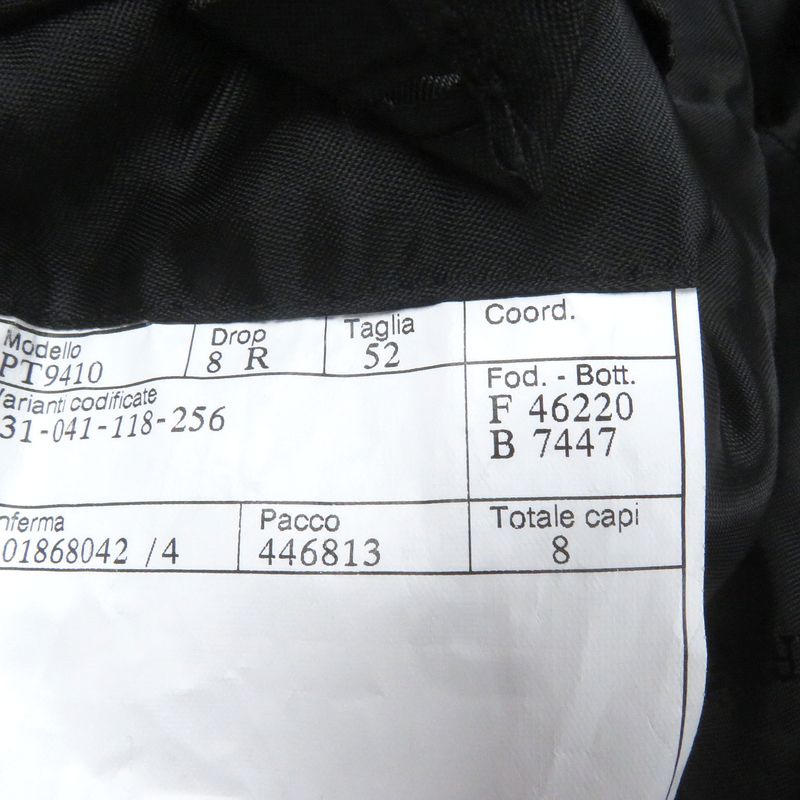 Modello Drop Taglia Coord.
PT9410 8 R 52
Varianti codificate Fod. - Bott.
31-041-118-256 F 46220
B 7447
nferma Pacco Totale capi
01868042 /4 446813 8